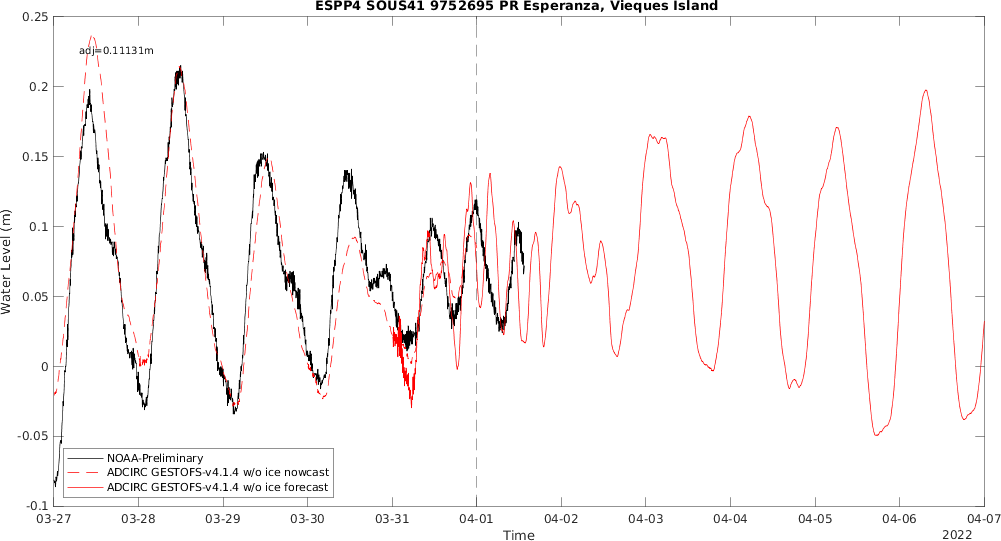 ESPP4 SOUS41 9752695 PR Esperanza, Vieques Island
adj=0.11131m
Water Level (m)
0.25
0.2
0.15
0.1
0.05
0
-0.05
-0.1
NOAA-Preliminary
ADCIRC GESTOFS-v4.1.4 w/o ice nowcast
ADCIRC GESTOFS-v4.1.4 w/o ice forecast
03-27 03-28 03-29 03-30 03-31 04-01 04-02 04-03 04-04 04-05 04-06 04-07
Time
2022